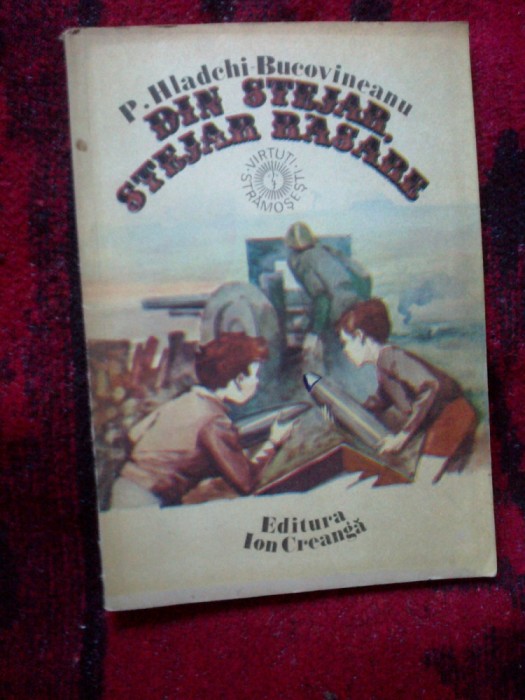 P. Hladchi-Bucovineanu
DIN STEJAR,
STEJAR RĂSARE
VIRTUȚI
STRĂMOȘEȘTI
Editura
Ion Creangă